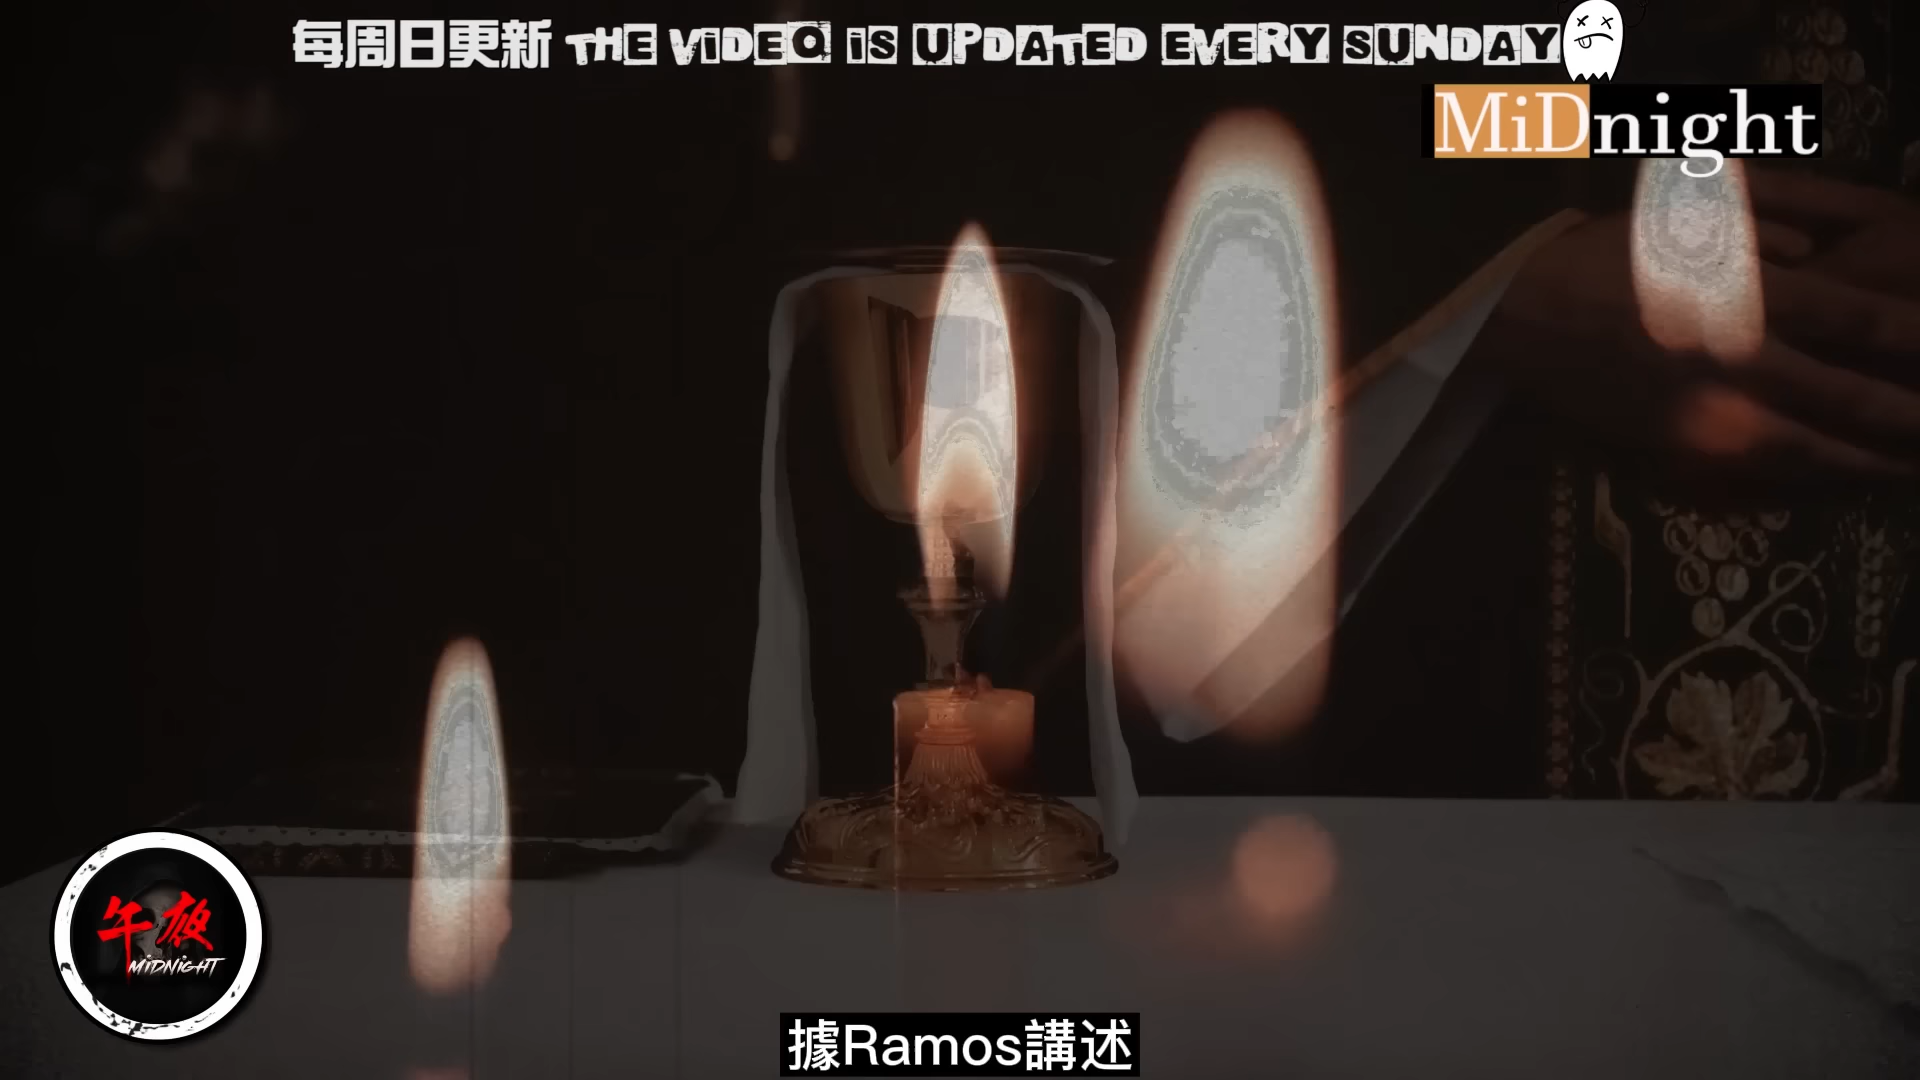 每周日更新 THE VIDEO IS UPDATED EVERY SUNDAY
MiDnight
午夜
MIDNIGHT
據Ramos講述